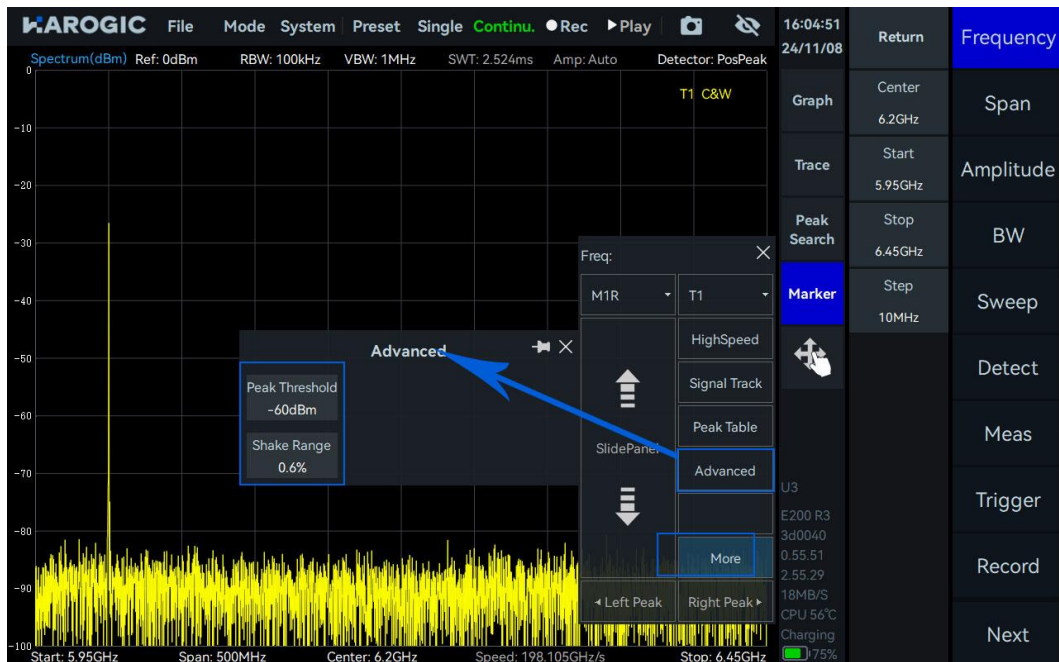 HAROGIC File Mode System Preset Single Continu. Rec Play
16:04:51
24/11/08
Spectrum(dBm) Ref: 0dBm RBW: 100kHz VBW: 1MHz SWT: 2.524ms Amp: Auto Detector: PosPeak
T1 C&W
0
-10
-20
-30
-40
-50
-60
-70
-80
-90
-100
Advanced
Peak Threshold
-60dBm
Shake Range
0.6%
Freq:
M1R T1
HighSpeed
Signal Track
Peak Table
SlidePanel
Advanced
More
Left Peak Right Peak
Start: 5.95GHz Span: 500MHz Center: 6.2GHz Speed: 198.105GHz/s Stop: 6.45GHz
Graph
Trace
Peak
Search
Marker
U3
E200 R3
3d0040
0.55.51
2.55.29
18MB/S
CPU 56℃
Charging
75%
Return
Center
6.2GHz
Start
5.95GHz
Stop
6.45GHz
Step
10MHz
Frequency
Span
Amplitude
BW
Sweep
Detect
Meas
Trigger
Record
Next